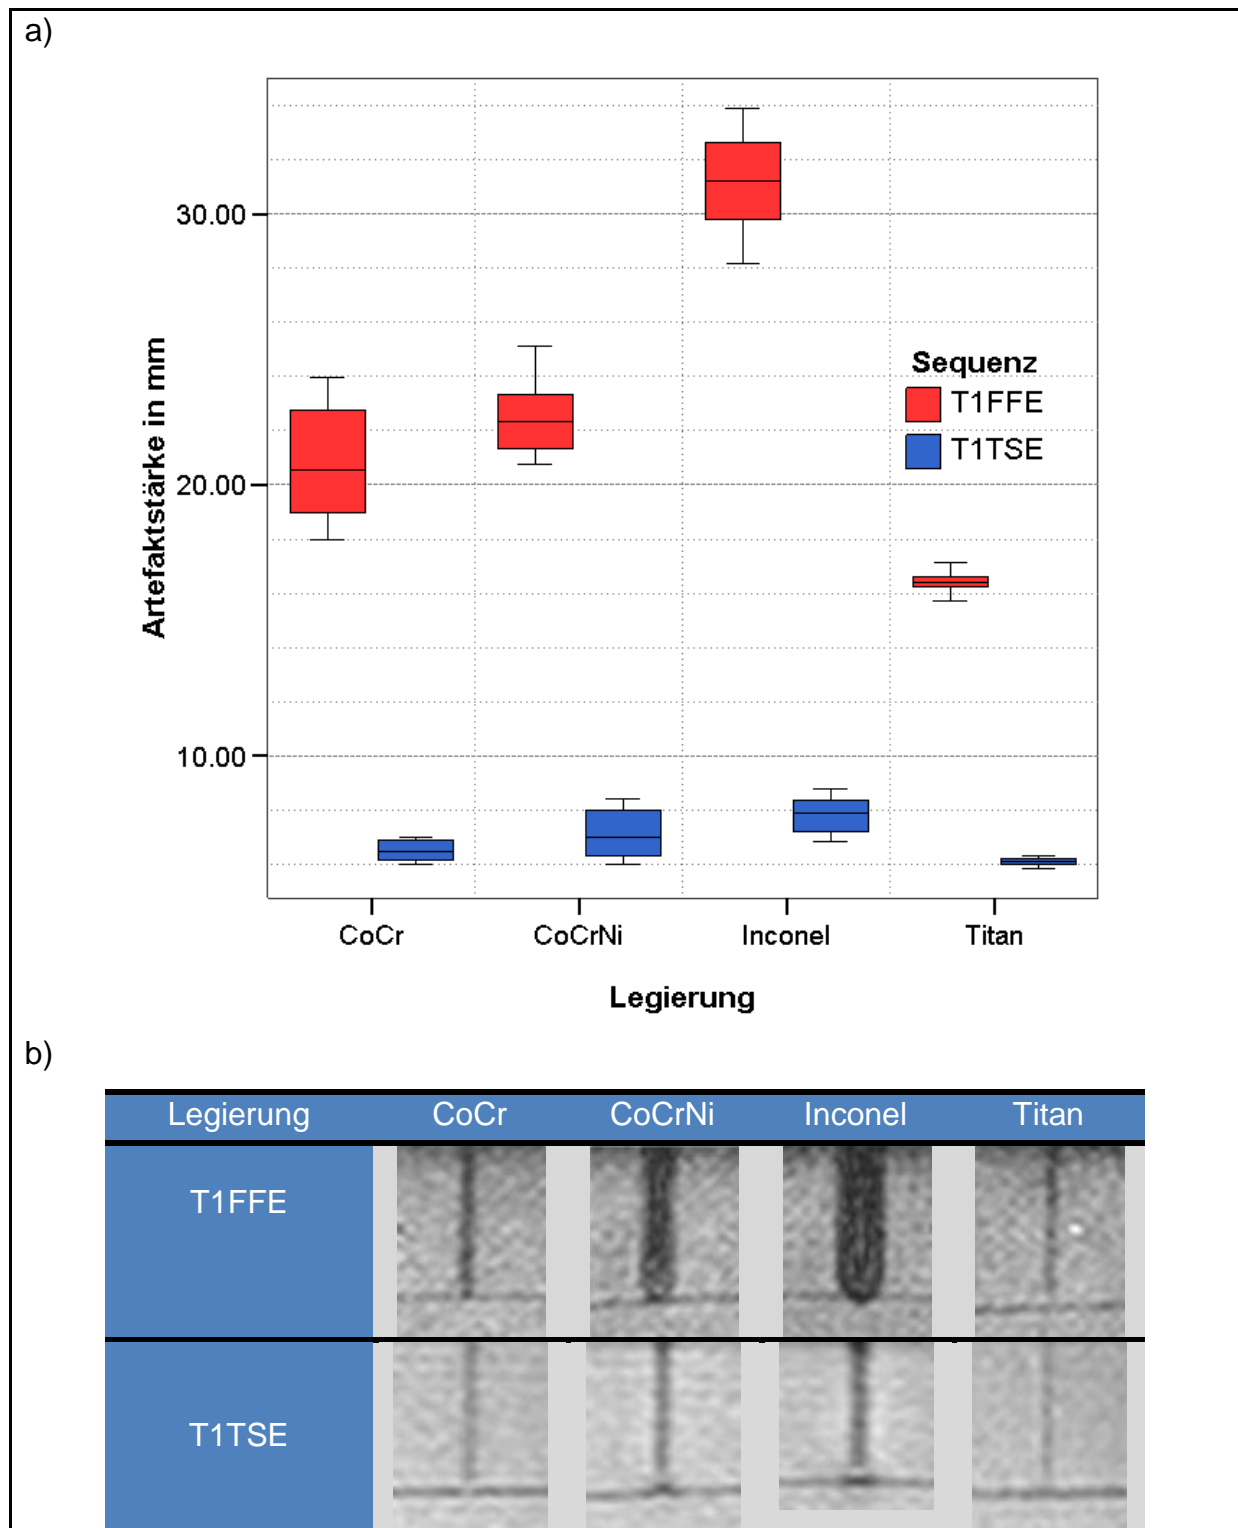 a)
30.00
20.00
10.00
Artefaktstärke in mm
Sequenz
T1FFE
T1TSE
CoCr CoCrNi Inconel Titan
Legierung
b)
Legierung CoCr CoCrNi Inconel Titan
T1FFE
T1TSE